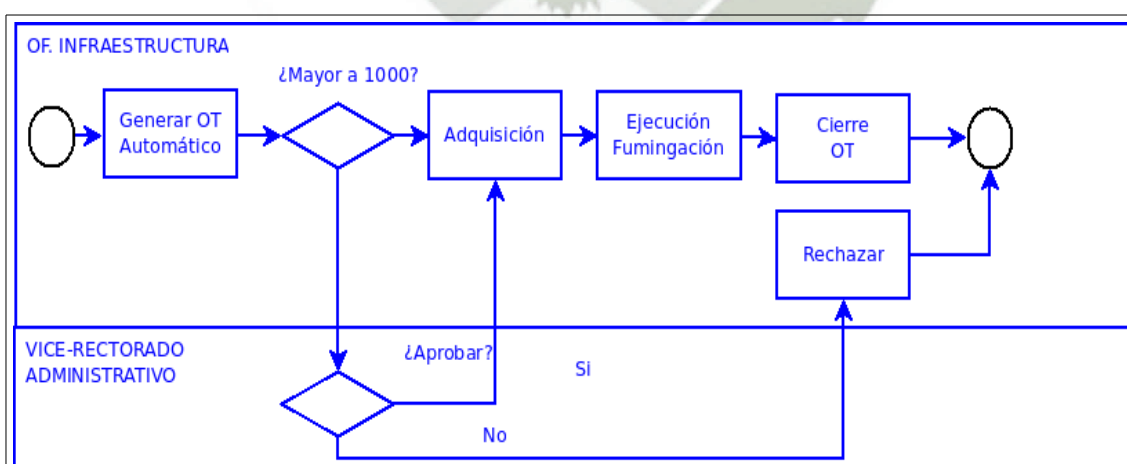 OF. INFRAESTRUCTURA
¿Mayor a 1000?
Generar OT
Automático
Adquisición
Ejecución
Fumingación
Cierre
OT
Rechazar
VICE-RECTORADO
ADMINISTRATIVO
¿Aprobar?
Si
No